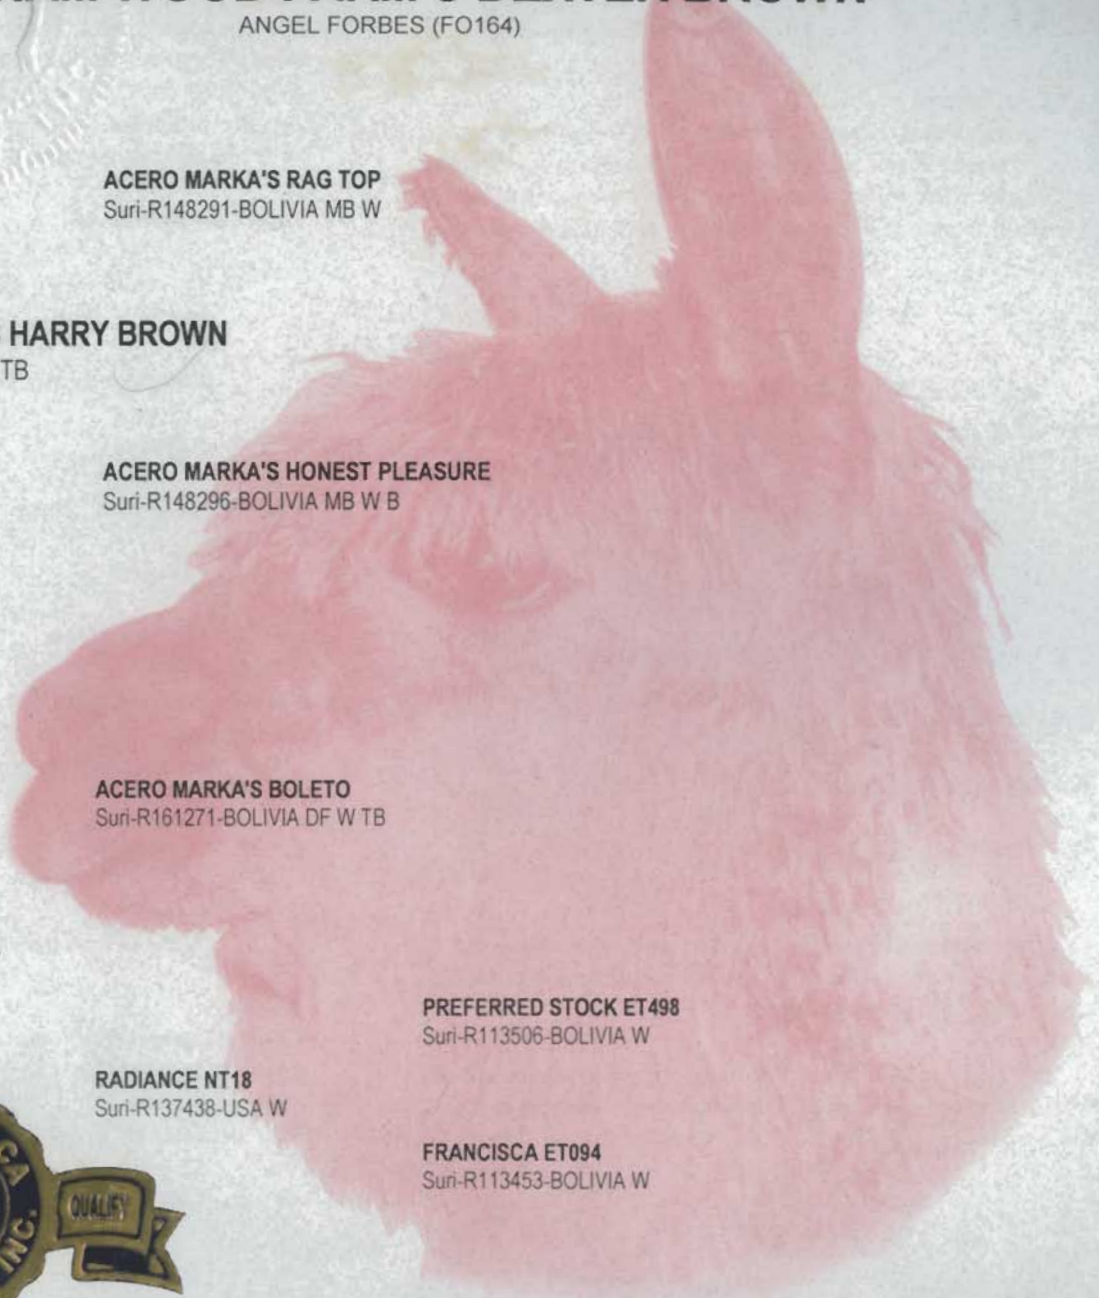 BEAVER BROWN
ANGEL FORBES (FO164)
ACERO MARKA'S RAG TOP
Suri-R148291-BOLIVIA MB W
HARRY BROWN
TB
ACERO MARKA'S HONEST PLEASURE
Suri-R148296-BOLIVIA MB W B
ACERO MARKA'S BOLETO
Suri-R161271-BOLIVIA DF W TB
PREFERRED STOCK ET498
Suri-R113506-BOLIVIA W
RADIANCE NT18
Suri-R137438-USA W
FRANCISCA ET094
Suri-R113453-BOLIVIA W
INC.
QUALITY